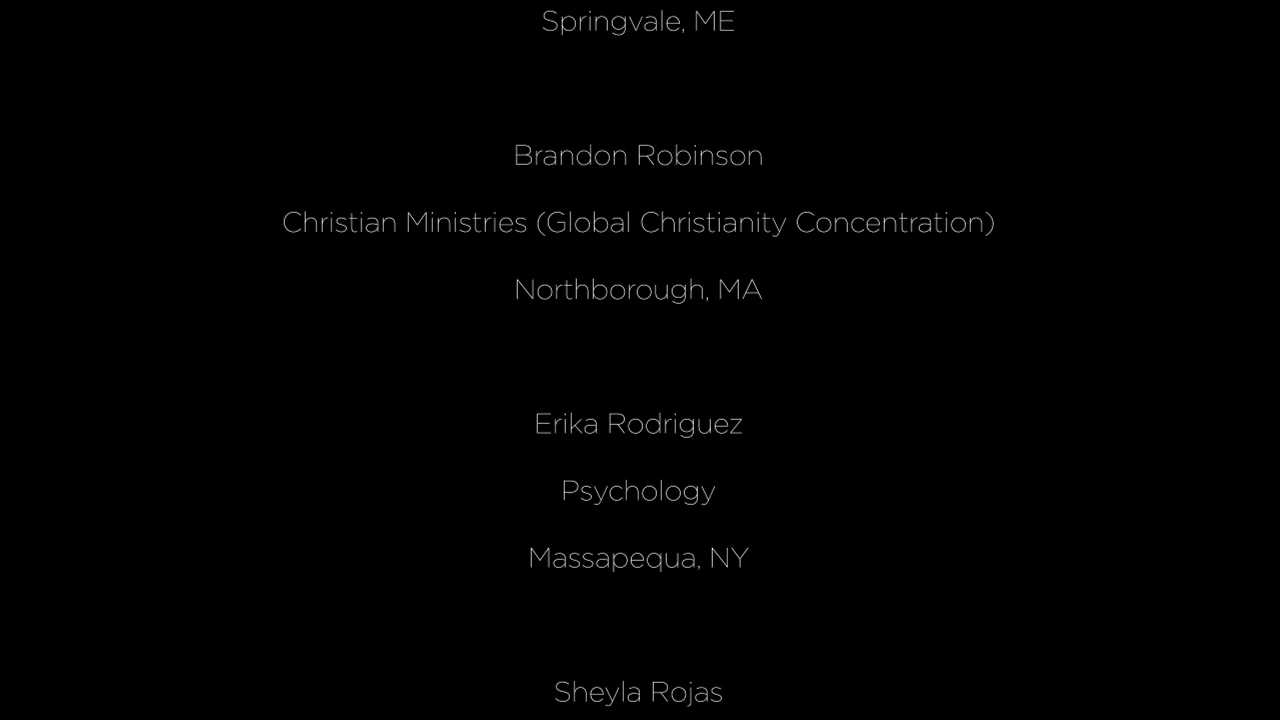 Springvale, ME
Brandon Robinson
Christian Ministries (Global Christianity Concentration)
Northborough, MA
Erika Rodriguez
Psychology
Massapequa, NY
Sheyla Rojas